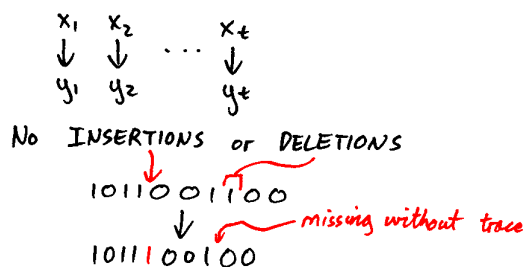 x1 x2 ... xt
y1 y2 yt
No INSERTIONS or DELETIONS
10110011100
missing without trace
1011100100